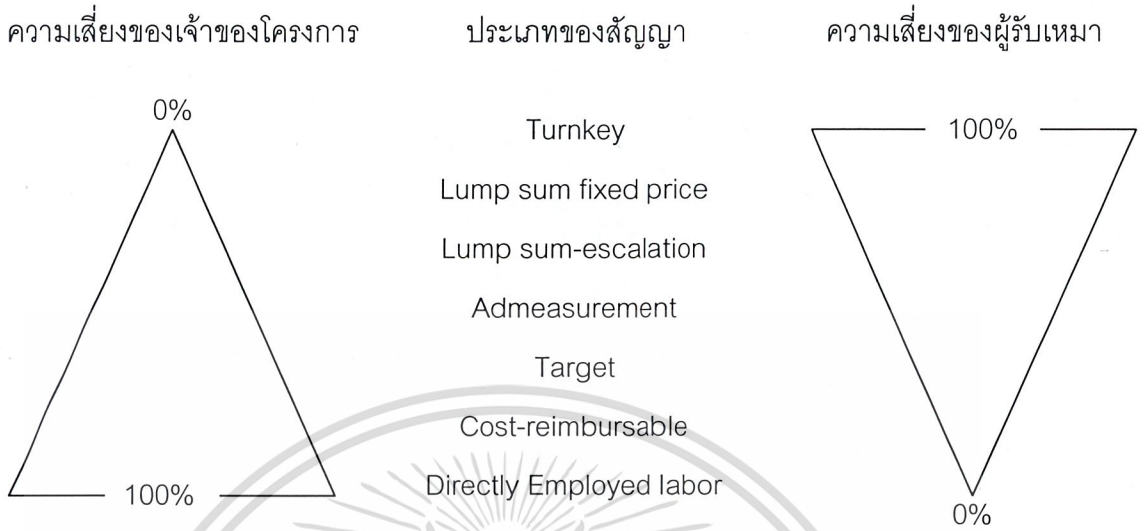 ความเสี่ยงของเจ้าของโครงการ ประเภทของสัญญา ความเสี่ยงของผู้รับเหมา
0%
Turnkey
100%
Lump sum fixed price
Lump sum-escalation
Admeasurement
Target
Cost-reimbursable
100%
Directly Employed labor
0%